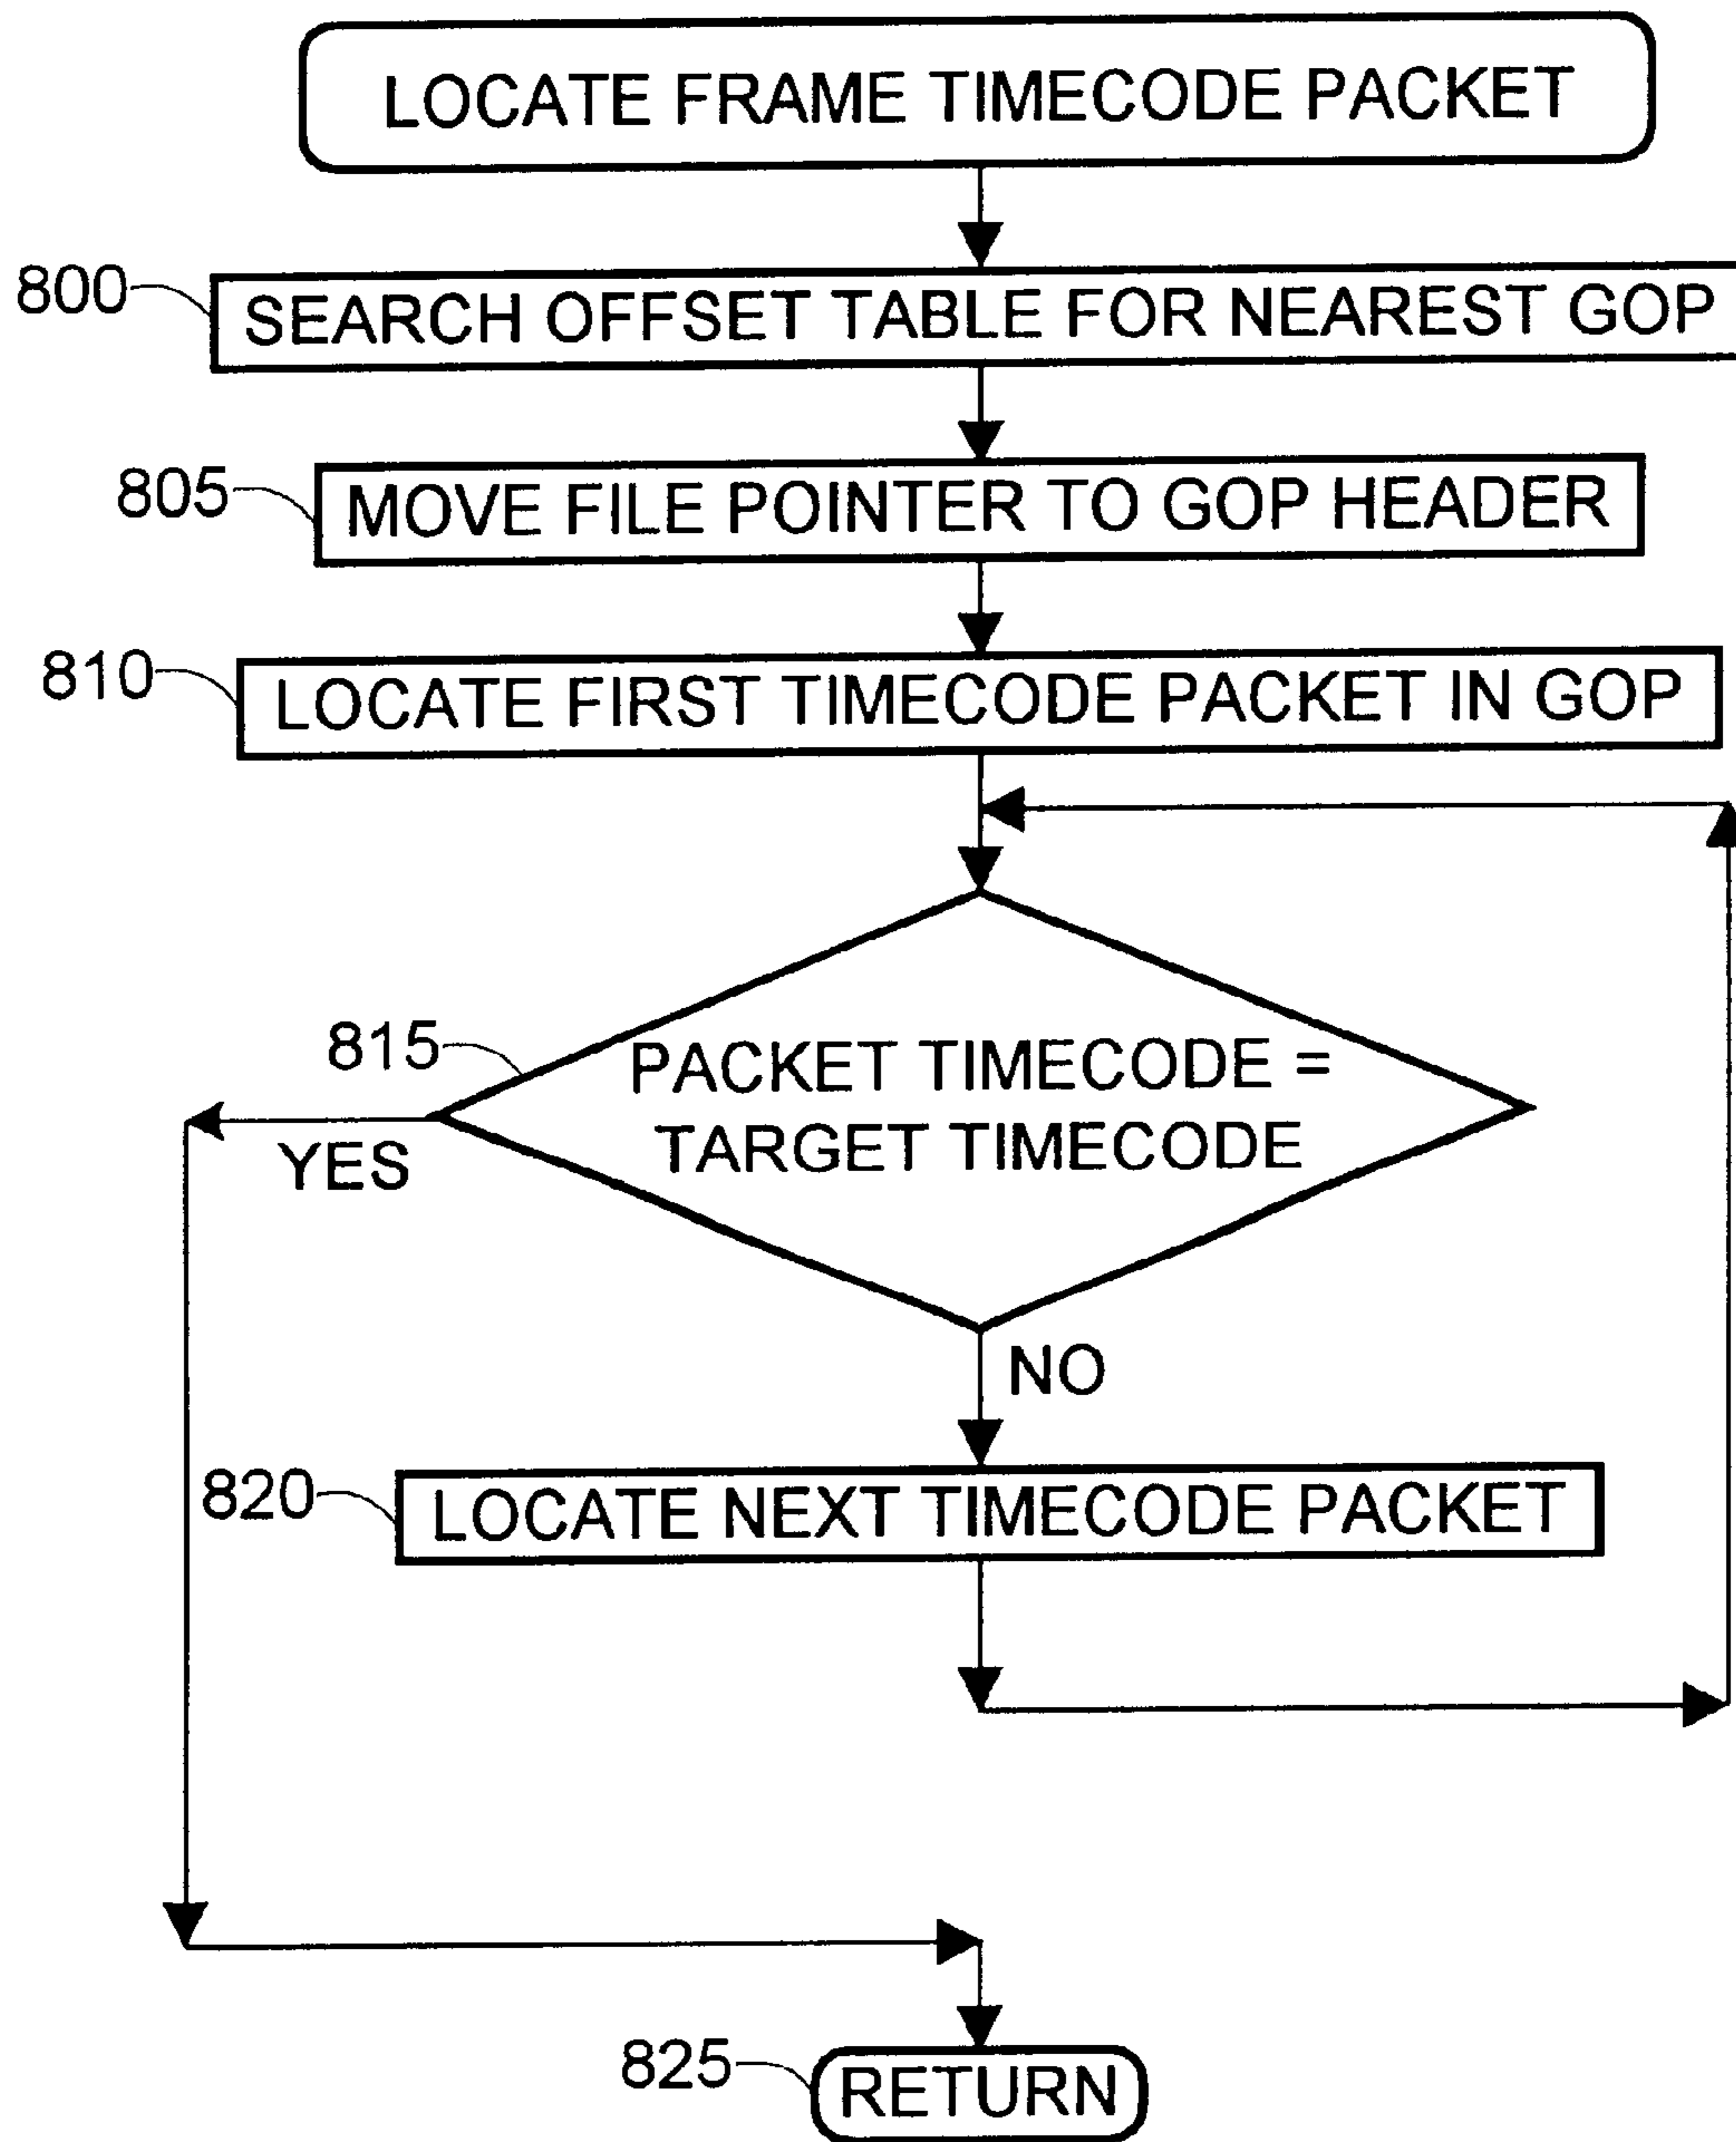 LOCATE FRAME TIMECODE PACKET
800
SEARCH OFFSET TABLE FOR NEAREST GOP
805
MOVE FILE POINTER TO GOP HEADER
810
LOCATE FIRST TIMECODE PACKET IN GOP
815
PACKET TIMECODE =
TARGET TIMECODE
YES
NO
820
LOCATE NEXT TIMECODE PACKET
825
RETURN